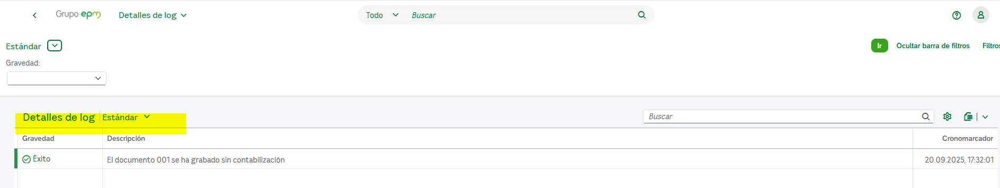 Grupo·epm
Detalles de log
Todo
Buscar
Estándar
Ir
Ocultar barra de filtros
Filtros
Gravedad:
Detalles de log
Estándar
Buscar
Gravedad Descripción Cronomarcador
Éxito El documento 001 se ha grabado sin contabilización 20.09.2025, 17:32:01